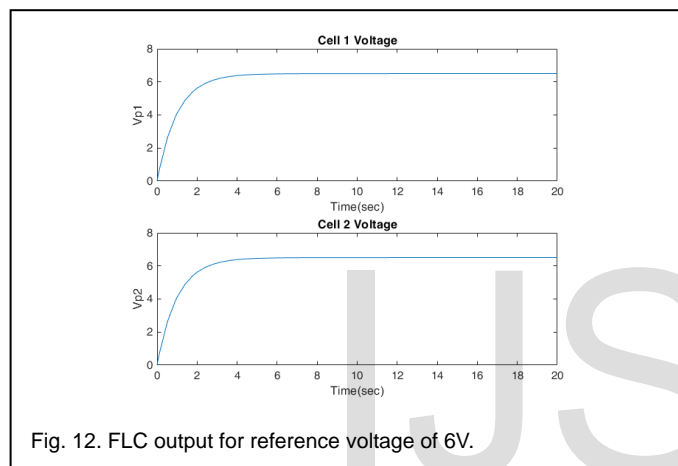 Cell 1 Voltage
8
6
4
2
0
Vp1
0 2 4 6 8 10 12 14 16 18 20
Time(sec)
Cell 2 Voltage
8
6
4
2
0
Vp2
0 2 4 6 8 10 12 14 16 18 20
Time(sec)
IJS
Fig. 12. FLC output for reference voltage of 6V.